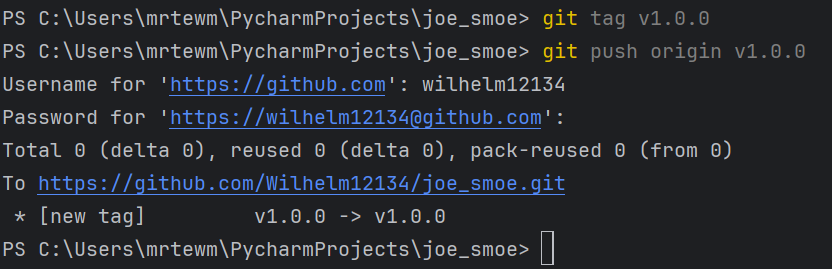 PS C:\Users\mrtewm\PycharmProjects\joe_smoe> git tag v1.0.0
PS C:\Users\mrtewm\PycharmProjects\joe_smoe> git push origin v1.0.0
Username for 'https://github.com': wilhelm12134
Password for 'https://wilhelm12134@github.com':
Total 0 (delta 0), reused 0 (delta 0), pack-reused 0 (from 0)
To https://github.com/Wilhelm12134/joe_smoe.git
 * [new tag]         v1.0.0 -> v1.0.0
PS C:\Users\mrtewm\PycharmProjects\joe_smoe>